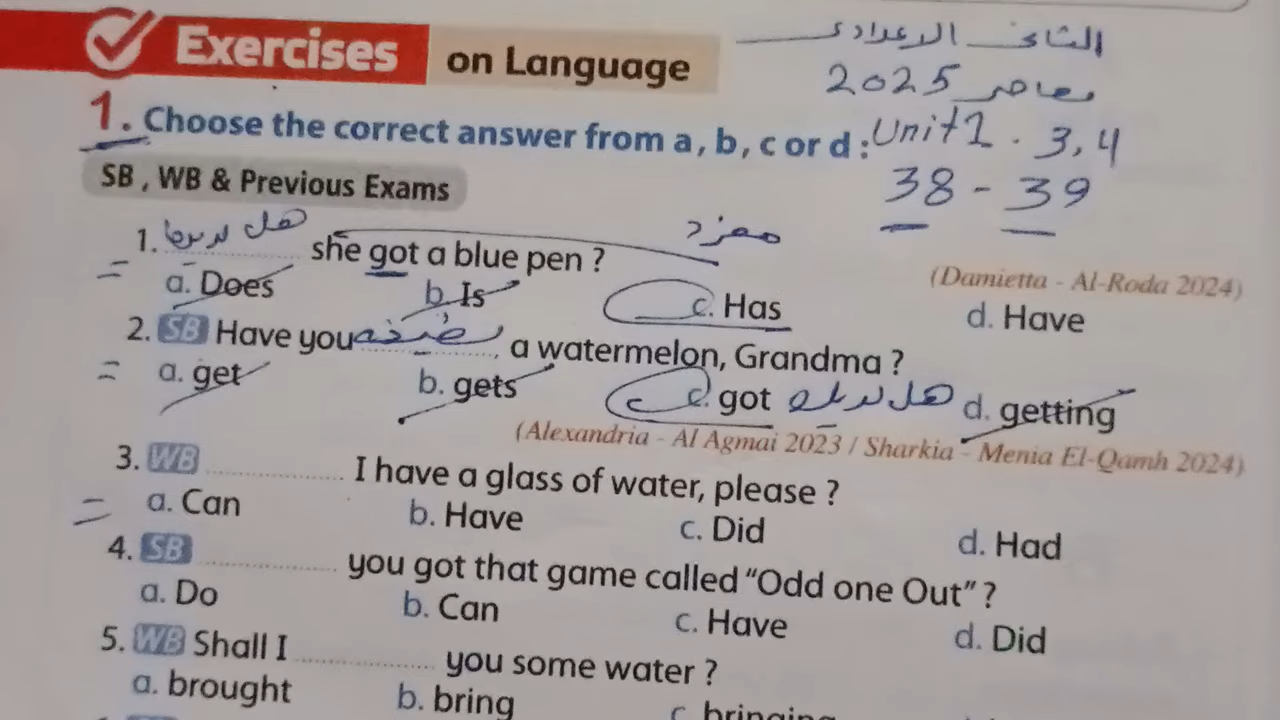 Exercises on Language
الثانى الاعدادى
معاصر 2025
1. Choose the correct answer from a, b, c or d : Unit 1 . 3, 4
SB , WB & Previous Exams
38 - 39
مفرد
1. هل لديها ............ she got a blue pen ?
(Damietta - Al-Roda 2024)
a. Does b. Is c. Has d. Have
2. SB Have you ............ a watermelon, Grandma ?
a. get b. gets c. got هل لديك d. getting
(Alexandria - Al Agmai 2023 / Sharkia - Menia El-Qamh 2024)
3. WB ............ I have a glass of water, please ?
a. Can b. Have c. Did d. Had
4. SB ............ you got that game called “Odd one Out” ?
a. Do b. Can c. Have d. Did
5. WB Shall I ............ you some water ?
a. brought b. bring c. bringing